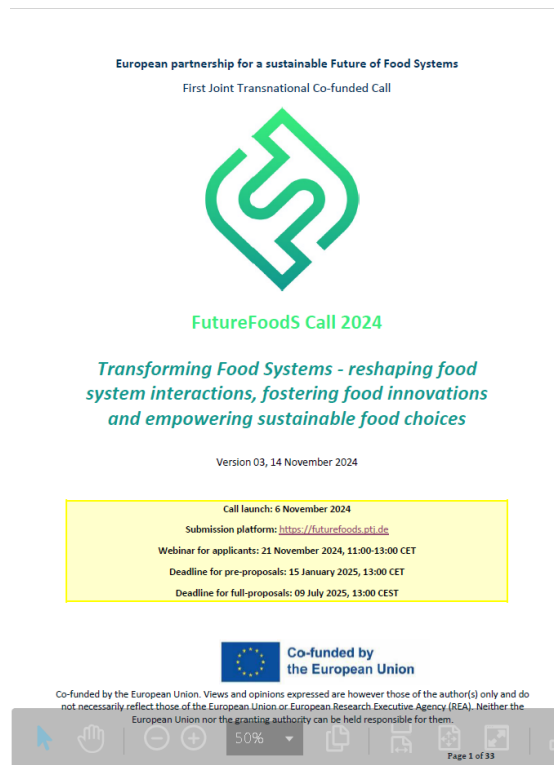 European partnership for a sustainable Future of Food Systems
First Joint Transnational Co-funded Call
FutureFoodS Call 2024
Transforming Food Systems - reshaping food
system interactions, fostering food innovations
and empowering sustainable food choices
Version 03, 14 November 2024
Call launch: 6 November 2024
Submission platform: https://futurefoods.ptj.de
Webinar for applicants: 21 November 2024, 11:00-13:00 CET
Deadline for pre-proposals: 15 January 2025, 13:00 CET
Deadline for full-proposals: 09 July 2025, 13:00 CEST
Co-funded by
the European Union
Co-funded by the European Union. Views and opinions expressed are however those of the author(s) only and do
not necessarily reflect those of the European Union or European Research Executive Agency (REA). Neither the
European Union nor the granting authority can be held responsible for them.
50%
Page 1 of 33